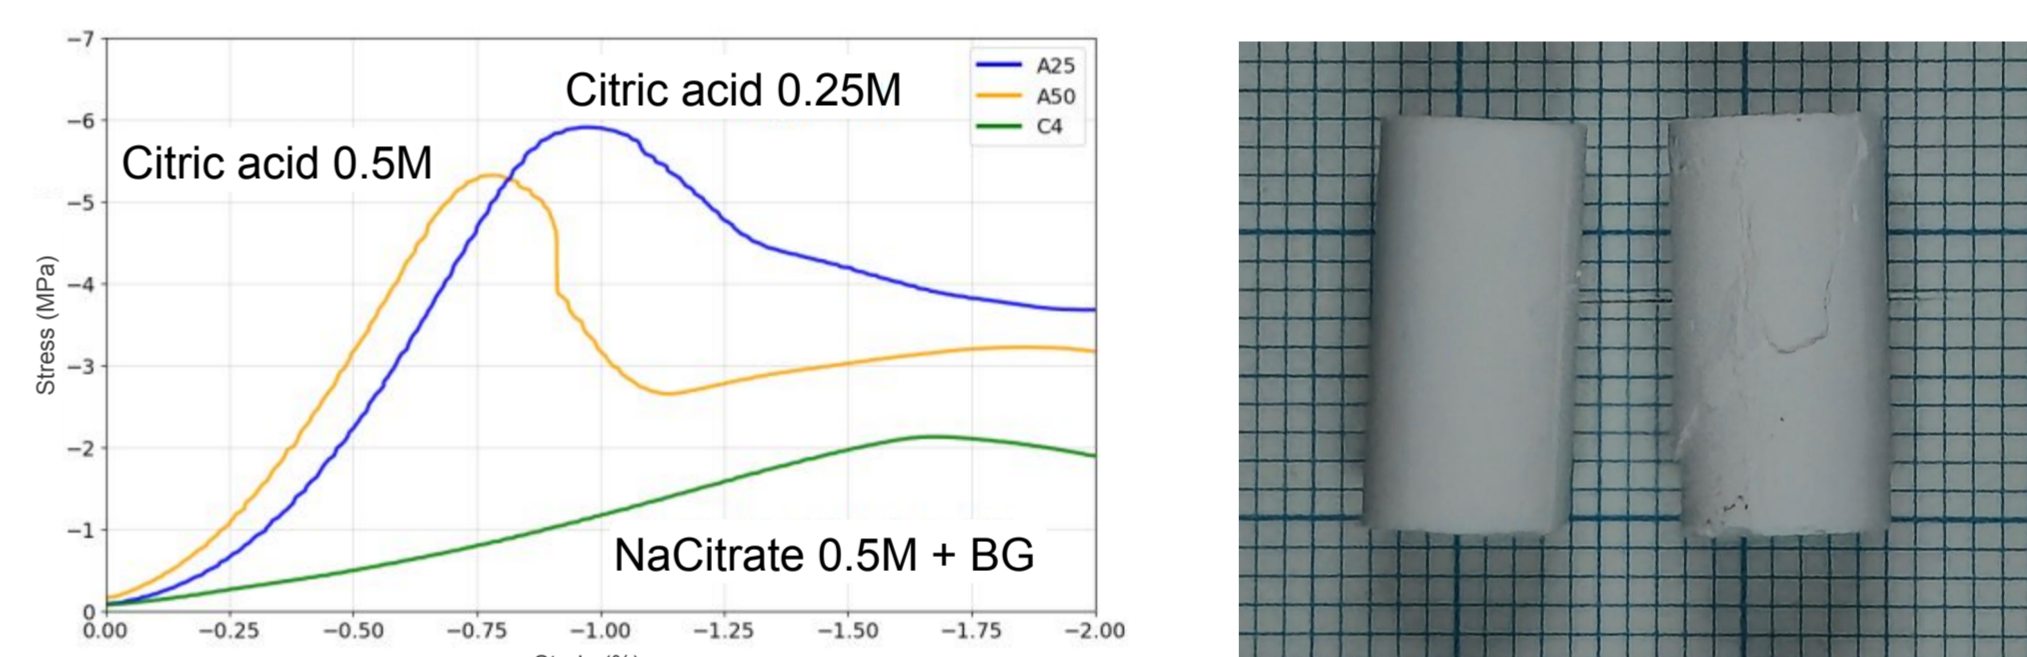 −7
A25
Citric acid 0.25M
A50
−6
C4
Citric acid 0.5M
−5
−4
Stress (MPa)
−3
−2
NaCitrate 0.5M + BG
−1
0
0.00 −0.25 −0.50 −0.75 −1.00 −1.25 −1.50 −1.75 −2.00